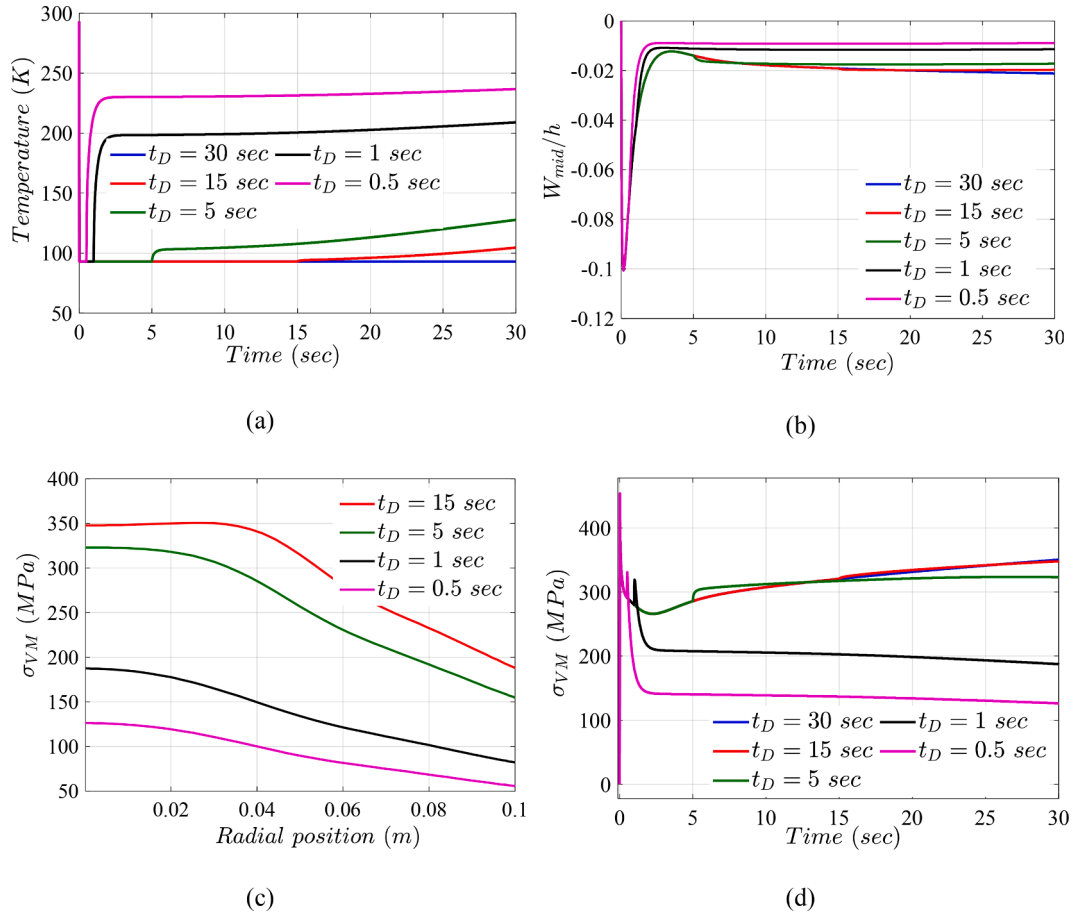 300
250
200
150
100
50
0
5
10
15
20
25
30
Temperature (K)
Time (sec)
t_D = 30 sec
t_D = 1 sec
t_D = 15 sec
t_D = 0.5 sec
t_D = 5 sec
(a)
0
-0.02
-0.04
-0.06
-0.08
-0.1
-0.12
0
5
10
15
20
25
30
W_mid/h
Time (sec)
t_D = 30 sec
t_D = 15 sec
t_D = 5 sec
t_D = 1 sec
t_D = 0.5 sec
(b)
400
350
300
250
200
150
100
50
0.02
0.04
0.06
0.08
0.1
σ_VM (MPa)
Radial position (m)
t_D = 15 sec
t_D = 5 sec
t_D = 1 sec
t_D = 0.5 sec
(c)
400
300
200
100
0
0
5
10
15
20
25
30
σ_VM (MPa)
Time (sec)
t_D = 30 sec
t_D = 1 sec
t_D = 15 sec
t_D = 0.5 sec
t_D = 5 sec
(d)